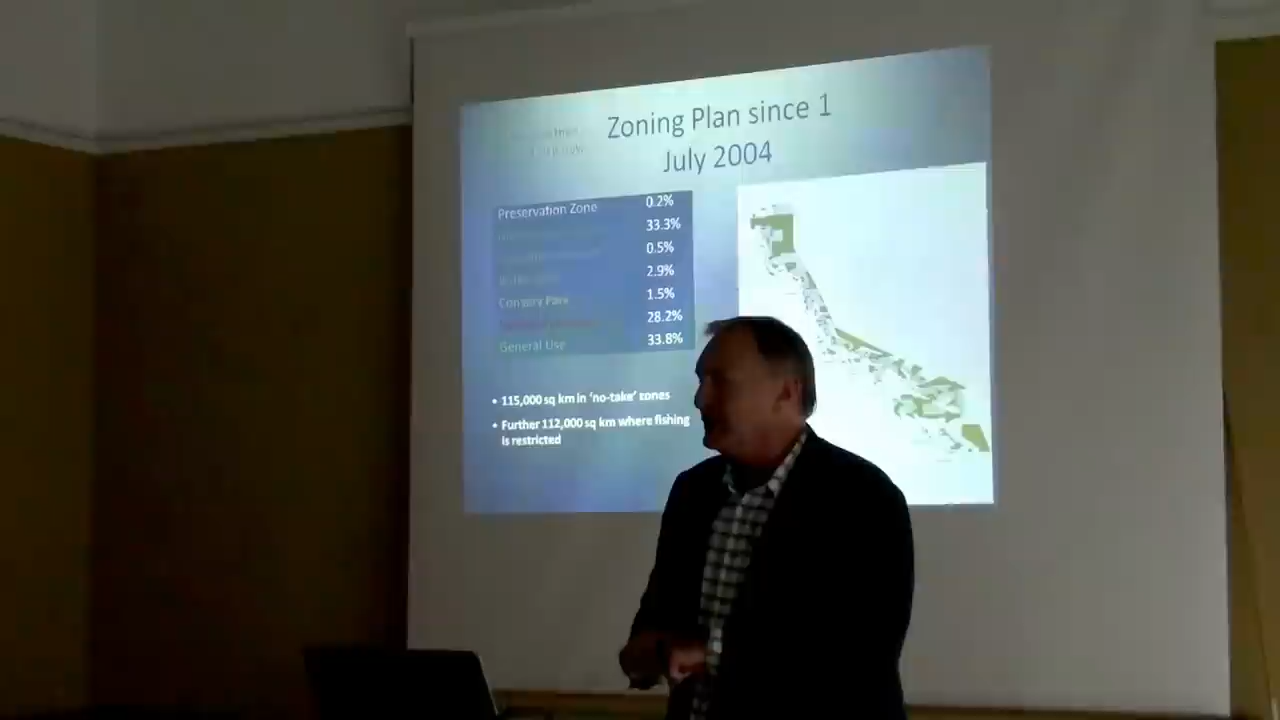 Zoning Plan since 1
July 2004
Preservation Zone 0.2%
33.3%
0.5%
2.9%
Conserv Park 1.5%
28.2%
General Use 33.8%
• 115,000 sq km in ‘no-take’ zones
• Further 112,000 sq km where fishing
is restricted